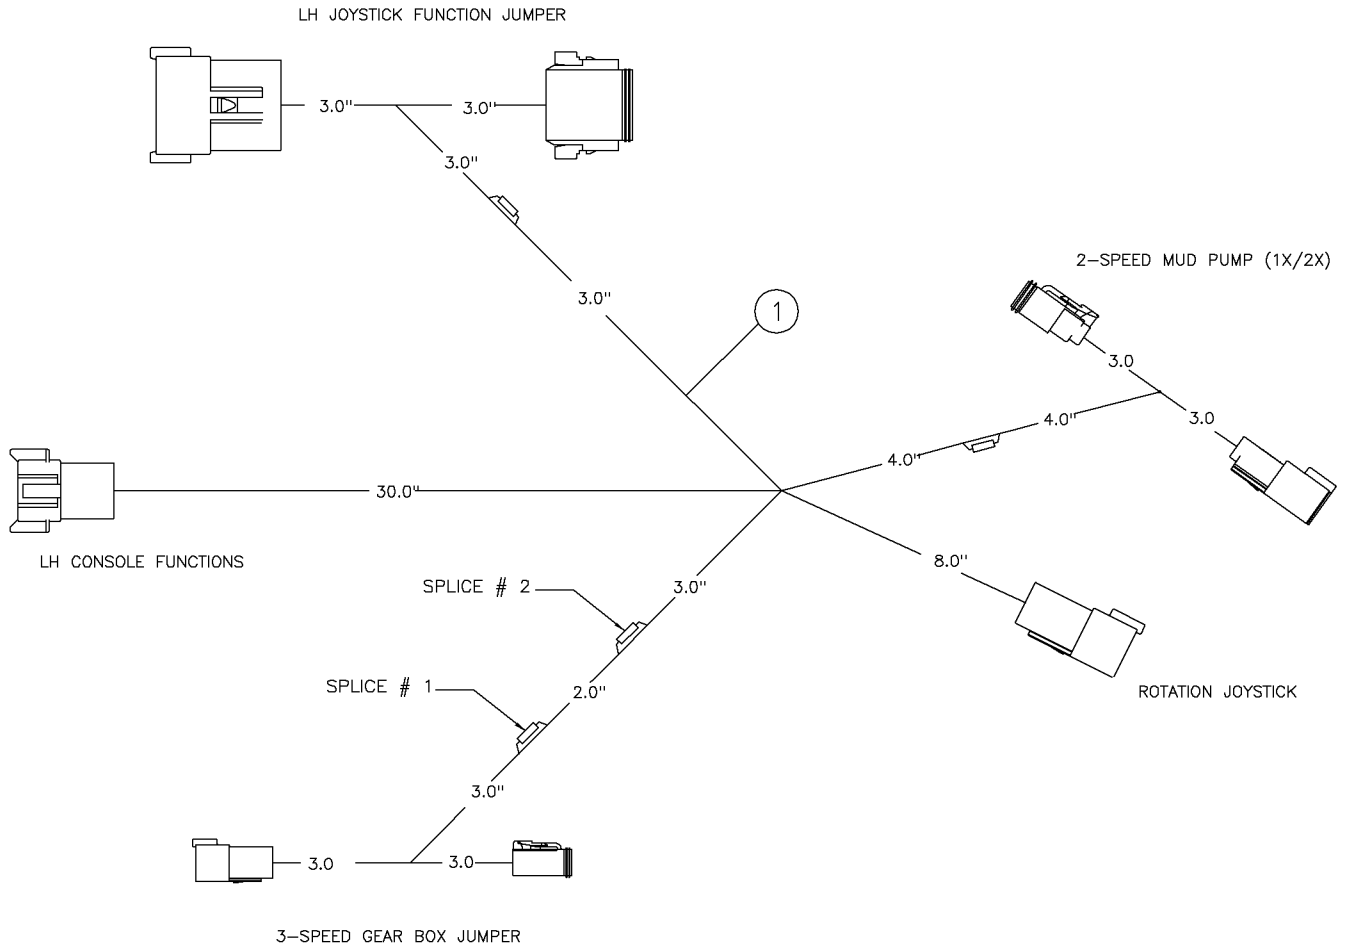 LH JOYSTICK FUNCTION JUMPER
3.0"
3.0"
3.0"
2-SPEED MUD PUMP (1X/2X)
3.0"
1
3.0
3.0
4.0"
4.0"
30.0"
LH CONSOLE FUNCTIONS
8.0"
SPLICE # 2
3.0"
SPLICE # 1
2.0"
ROTATION JOYSTICK
3.0"
3.0
3.0
3-SPEED GEAR BOX JUMPER